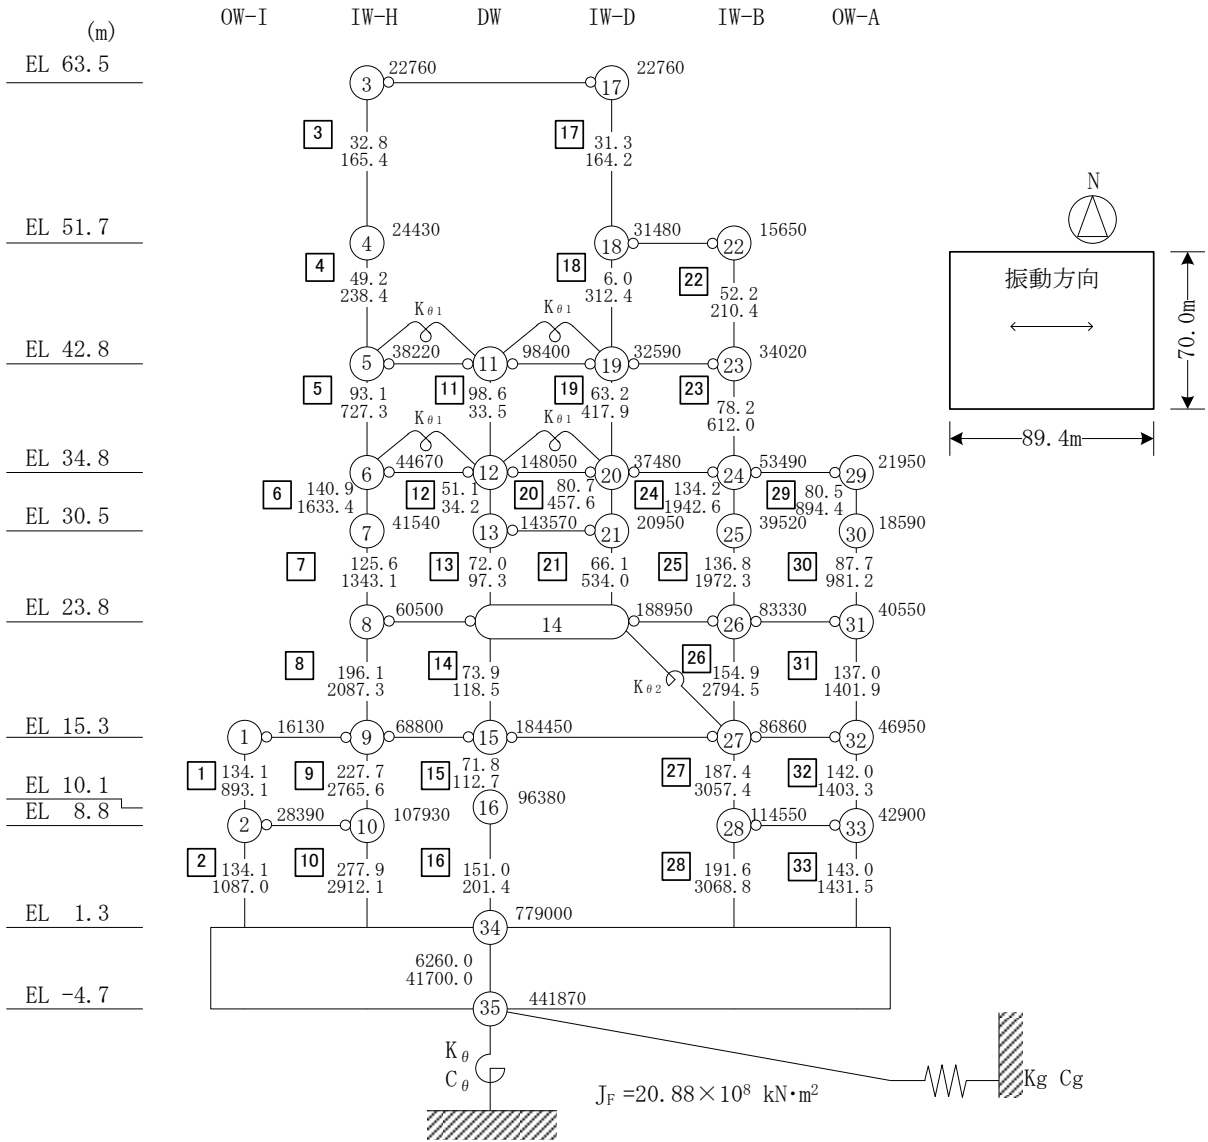 OW-I IW-H DW IW-D IW-B OW-A
(m)
EL 63.5
3 22760 17 22760
3 32.8 17 31.3
165.4 164.2
N
EL 51.7
4 24430 18 31480 22 15650
4 49.2 18 6.0 22 52.2
238.4 312.4 210.4
振動方向
70.0m
89.4m
Kθ1 Kθ1
EL 42.8
5 38220 11 98400 19 32590 23 34020
5 93.1 11 98.6 19 63.2 23 78.2
727.3 33.5 417.9 612.0
Kθ1 Kθ1
EL 34.8
6 44670 12 148050 20 37480 24 53490 29 21950
6 140.9 12 51.1 20 80.7 24 134.2 29 80.5
1633.4 34.2 457.6 1942.6 894.4
EL 30.5
7 41540 13 143570 21 20950 25 39520 30 18590
7 125.6 13 72.0 21 66.1 25 136.8 30 87.7
1343.1 97.3 534.0 1972.3 981.2
EL 23.8
8 60500 14 188950 26 83330 31 40550
8 196.1 14 73.9 26 154.9 31 137.0
2087.3 118.5 2794.5 1401.9
Kθ2
EL 15.3
1 16130 9 68800 15 184450 27 86860 32 46950
1 134.1 9 227.7 15 71.8 27 187.4 32 142.0
893.1 2765.6 112.7 3057.4 1403.3
EL 10.1
16 96380
EL 8.8
2 28390 10 107930 28 114550 33 42900
2 134.1 10 277.9 16 151.0 28 191.6 33 143.0
1087.0 2912.1 201.4 3068.8 1431.5
EL 1.3
34 779000
6260.0
41700.0
EL -4.7
35 441870
Kθ
Cθ
Kg Cg
JF =20.88×10⁸ kN・m²